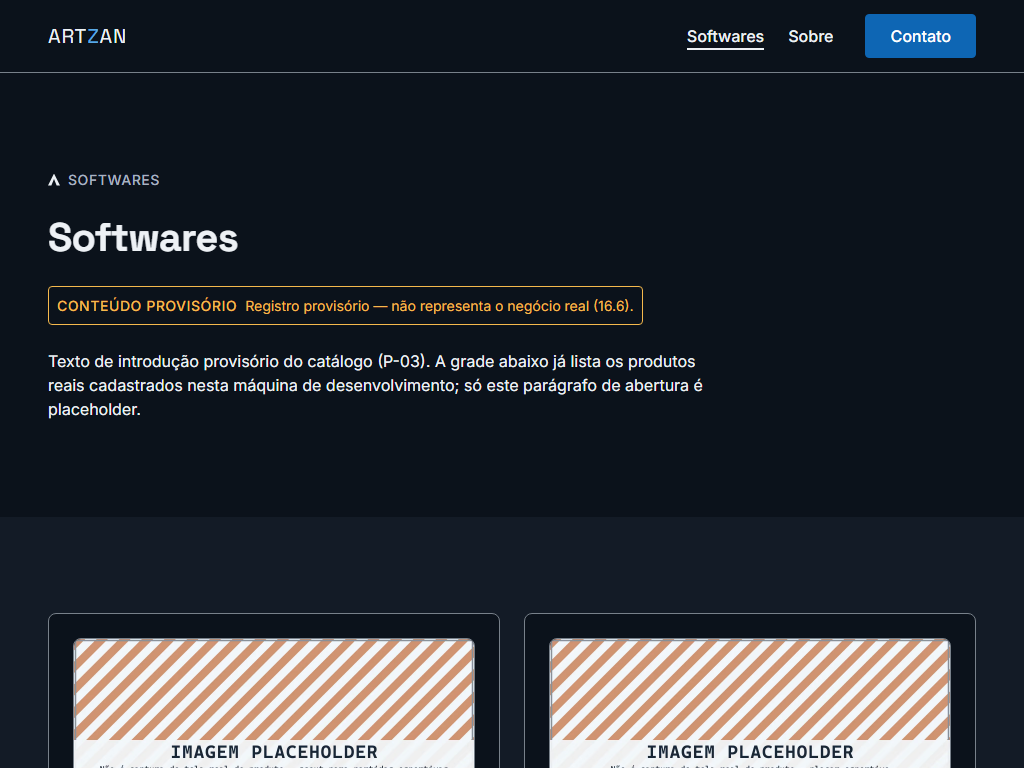 ARTZAN
Softwares
Sobre
Contato
SOFTWARES
Softwares
CONTEÚDO PROVISÓRIO Registro provisório — não representa o negócio real (16.6).
Texto de introdução provisório do catálogo (P-03). A grade abaixo já lista os produtos
reais cadastrados nesta máquina de desenvolvimento; só este parágrafo de abertura é
placeholder.
IMAGEM PLACEHOLDER
IMAGEM PLACEHOLDER